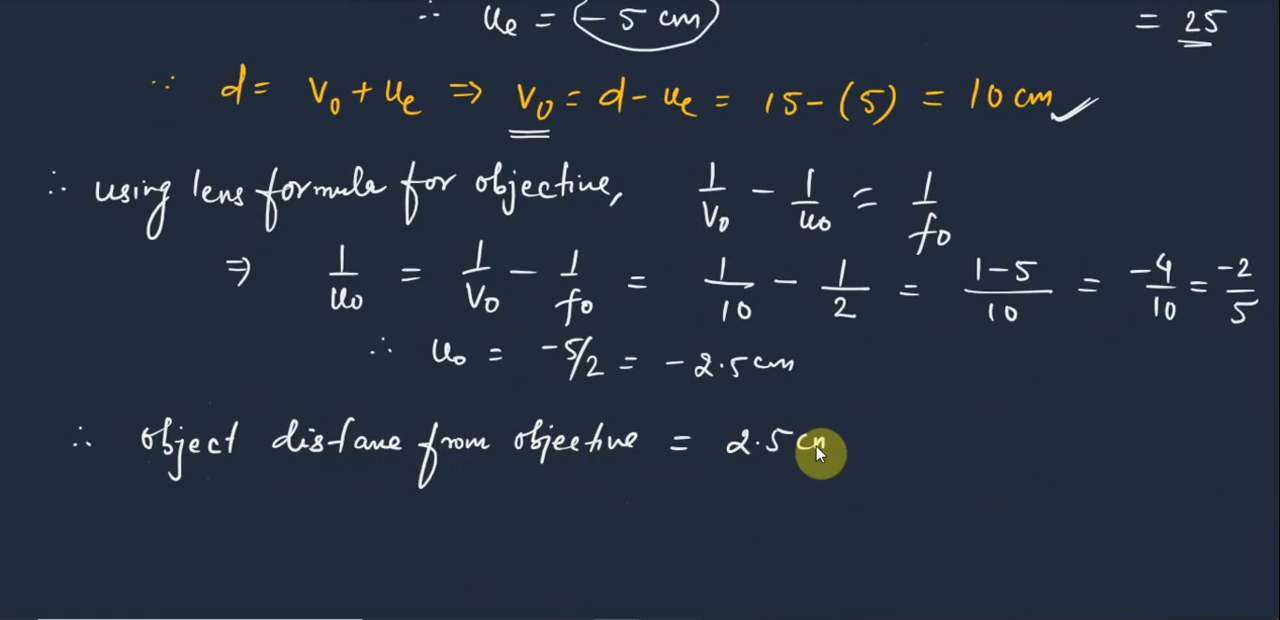 ∴ ue = -5 cm = 25
∵ d = v0 + ue ⇒ v0 = d - ue = 15 - (5) = 10 cm
∴ using lens formula for objective, 1/v0 - 1/u0 = 1/f0
⇒ 1/u0 = 1/v0 - 1/f0 = 1/10 - 1/2 = 1-5/10 = -4/10 = -2/5
∴ u0 = -5/2 = -2.5 cm
∴ object distane from objective = 2.5 cm